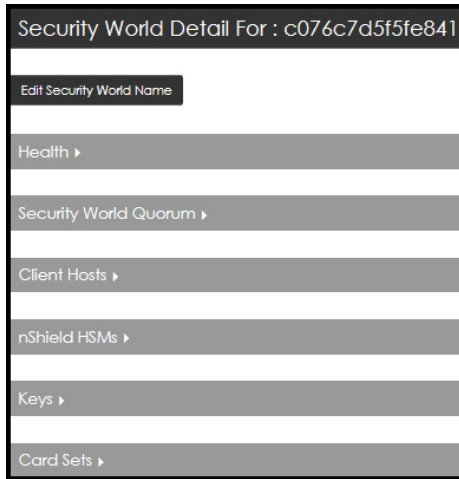 Security World Detail For : c076c7d5f5fe841
Edit Security World Name
Health
Security World Quorum
Client Hosts
nShield HSMs
Keys
Card Sets